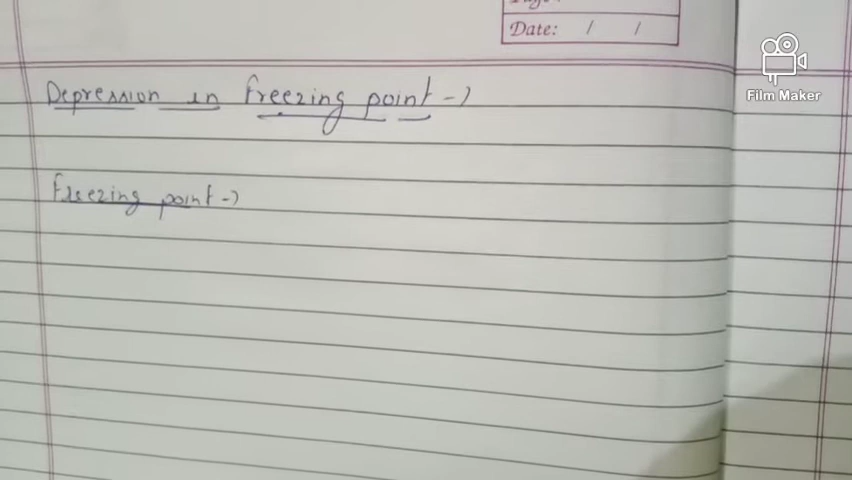 Date: / /
Film Maker
Depression in freezing point →
Freezing point →